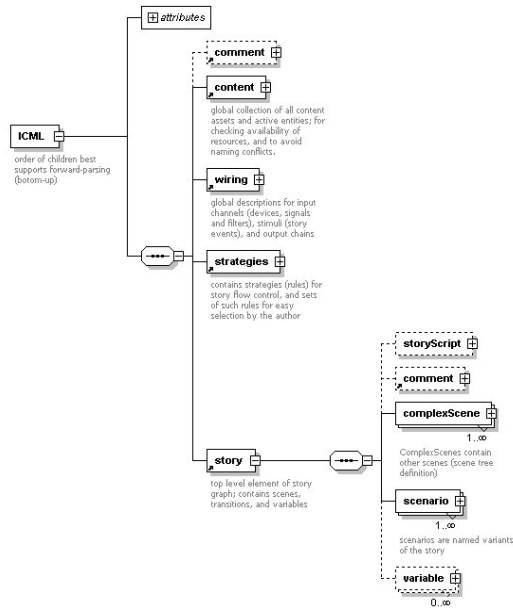 attributes
comment
content
global collection of all content
assets and active entities; for
checking availability of
resources, and to avoid
naming conflicts.
ICML
order of children best
supports forward-parsing
(botom-up)
wiring
global descriptions for input
channels (devices, signals
and filters), stimuli (story
events), and output chains
strategies
contains strategies (rules) for
story flow control, and sets
of such rules for easy
selection by the author
story
top level element of story
graph; contains scenes,
transitions, and variables
storyScript
comment
complexScene
1..∞
ComplexScenes contain
other scenes (scene tree
definition)
scenario
1..∞
scenarios are named variants
of the story
variable
0..∞